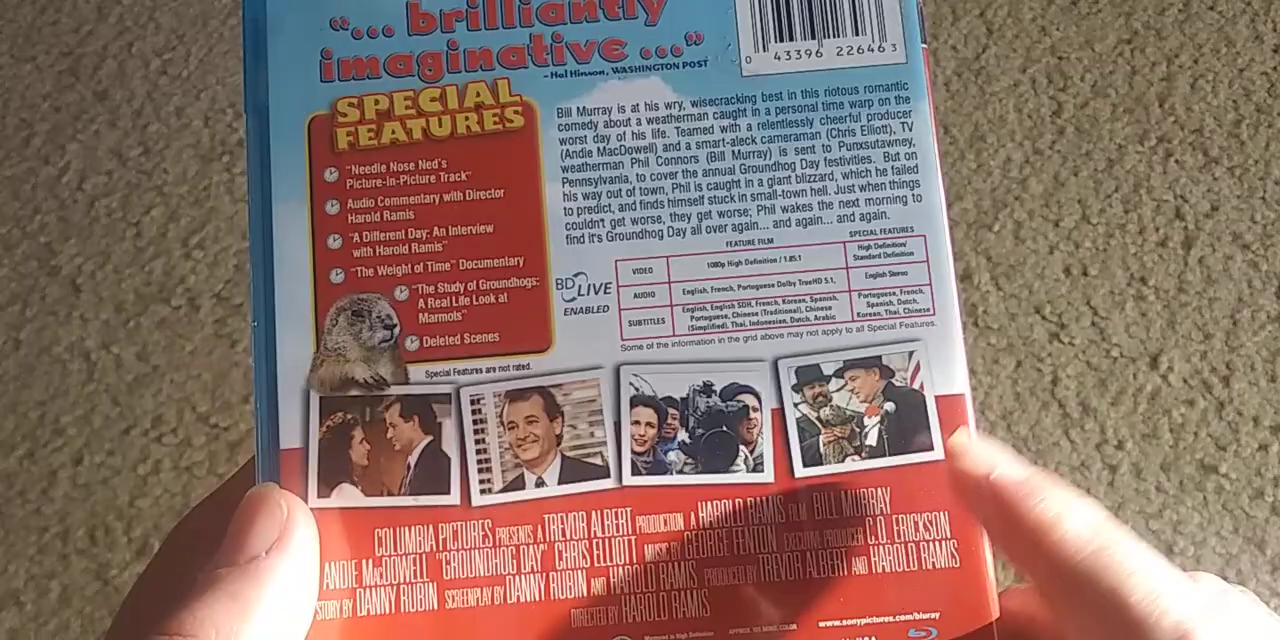 "... brilliantly
imaginative ..."
-Hal Hinson, WASHINGTON POST
0 43396 22646 3
SPECIAL
FEATURES
"Needle Nose Ned's
Picture-In-Picture Track"
Audio Commentary with Director
Harold Ramis
"A Different Day: An Interview
with Harold Ramis"
"The Weight of Time" Documentary
"The Study of Groundhogs:
A Real Life Look at
Marmots"
Deleted Scenes
Special Features are not rated.
Bill Murray is at his wry, wisecracking best in this riotous romantic
comedy about a weatherman caught in a personal time warp on the
worst day of his life. Teamed with a relentlessly cheerful producer
(Andie MacDowell) and a smart-aleck cameraman (Chris Elliott), TV
weatherman Phil Connors (Bill Murray) is sent to Punxsutawney,
Pennsylvania, to cover the annual Groundhog Day festivities. But on
his way out of town, Phil is caught in a giant blizzard, which he failed
to predict, and finds himself stuck in small-town hell. Just when things
couldn't get worse, they get worse; Phil wakes the next morning to
find it's Groundhog Day all over again... and again... and again.
FEATURE FILM SPECIAL FEATURES
VIDEO 1080p High Definition / 1.85:1 High Definition/
Standard Definition
AUDIO English, French, Portuguese Dolby TrueHD 5.1, English Stereo
SUBTITLES English, English SDH, French, Korean, Spanish,
Portuguese, Chinese (Traditional), Chinese
(Simplified), Thai, Indonesian, Dutch, Arabic
Portuguese, French,
Spanish, Dutch,
Korean, Thai, Chinese
BD LIVE
ENABLED
Some of the information in the grid above may not apply to all Special Features.
COLUMBIA PICTURES PRESENTS A TREVOR ALBERT PRODUCTION A HAROLD RAMIS FILM BILL MURRAY
ANDIE MacDOWELL "GROUNDHOG DAY" CHRIS ELLIOTT MUSIC BY GEORGE FENTON EXECUTIVE PRODUCER C.O. ERICKSON
STORY BY DANNY RUBIN SCREENPLAY BY DANNY RUBIN AND HAROLD RAMIS PRODUCED BY TREVOR ALBERT AND HAROLD RAMIS
DIRECTED BY HAROLD RAMIS
www.sonypictures.com/bluray